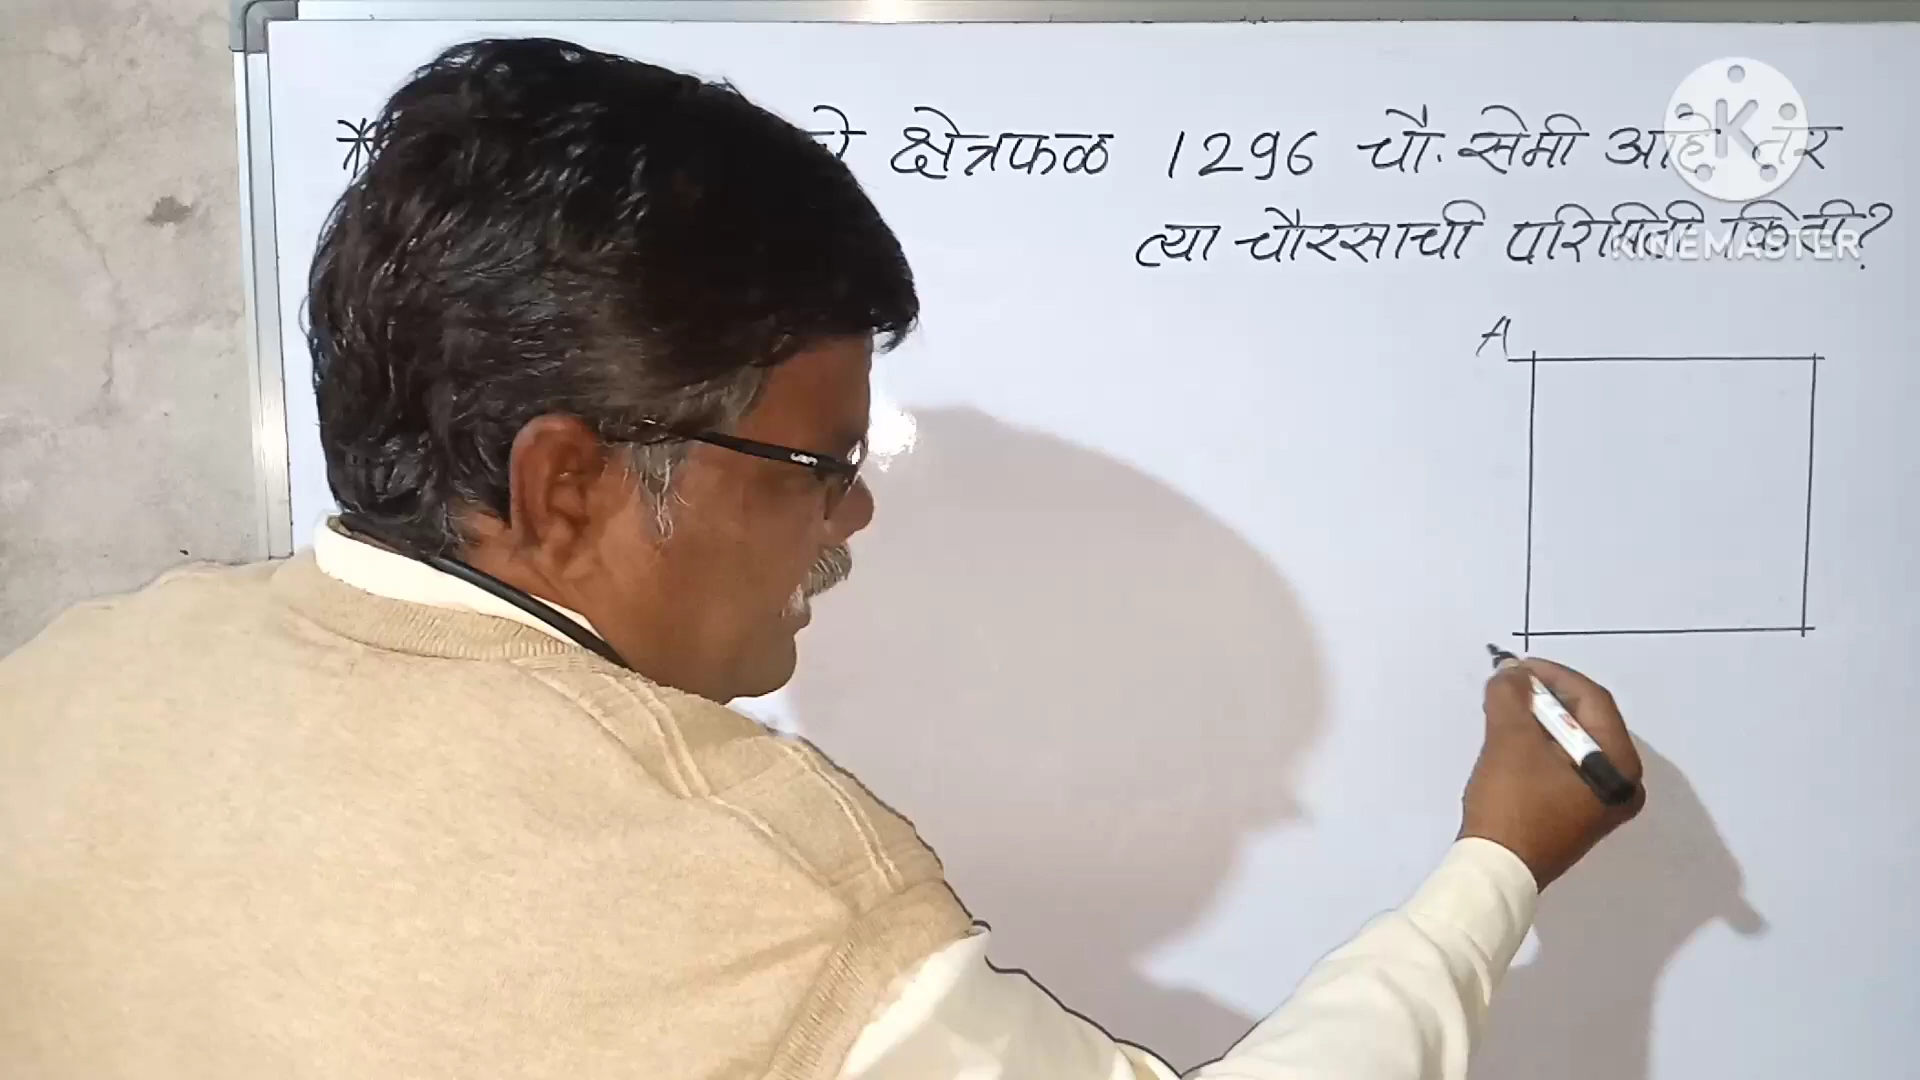 * क्षेत्रफळ 1296 चौ. सेमी आहे तर
त्या चौरसाची परिमिती किती?
KINEMASTER
A